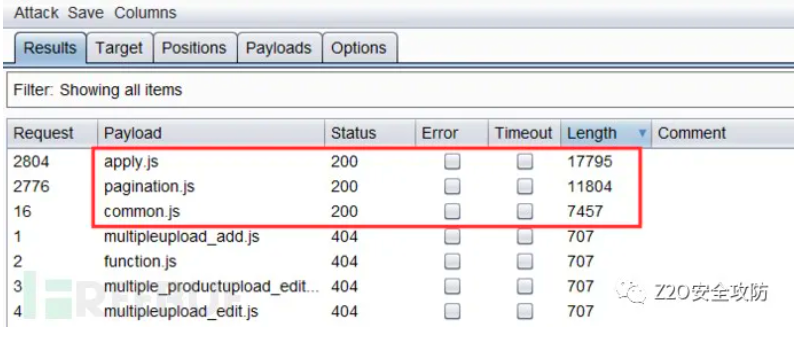 Attack Save Columns
Results Target Positions Payloads Options
Filter: Showing all items
Request Payload Status Error Timeout Length Comment
2804 apply.js 200 17795
2776 pagination.js 200 11804
16 common.js 200 7457
1 multipleupload_add.js 404 707
2 function.js 404 707
3 multiple_productupload_edit... 404 707
4 multipleupload_edit.js 404 707
FREEBUF
Z2O安全攻防